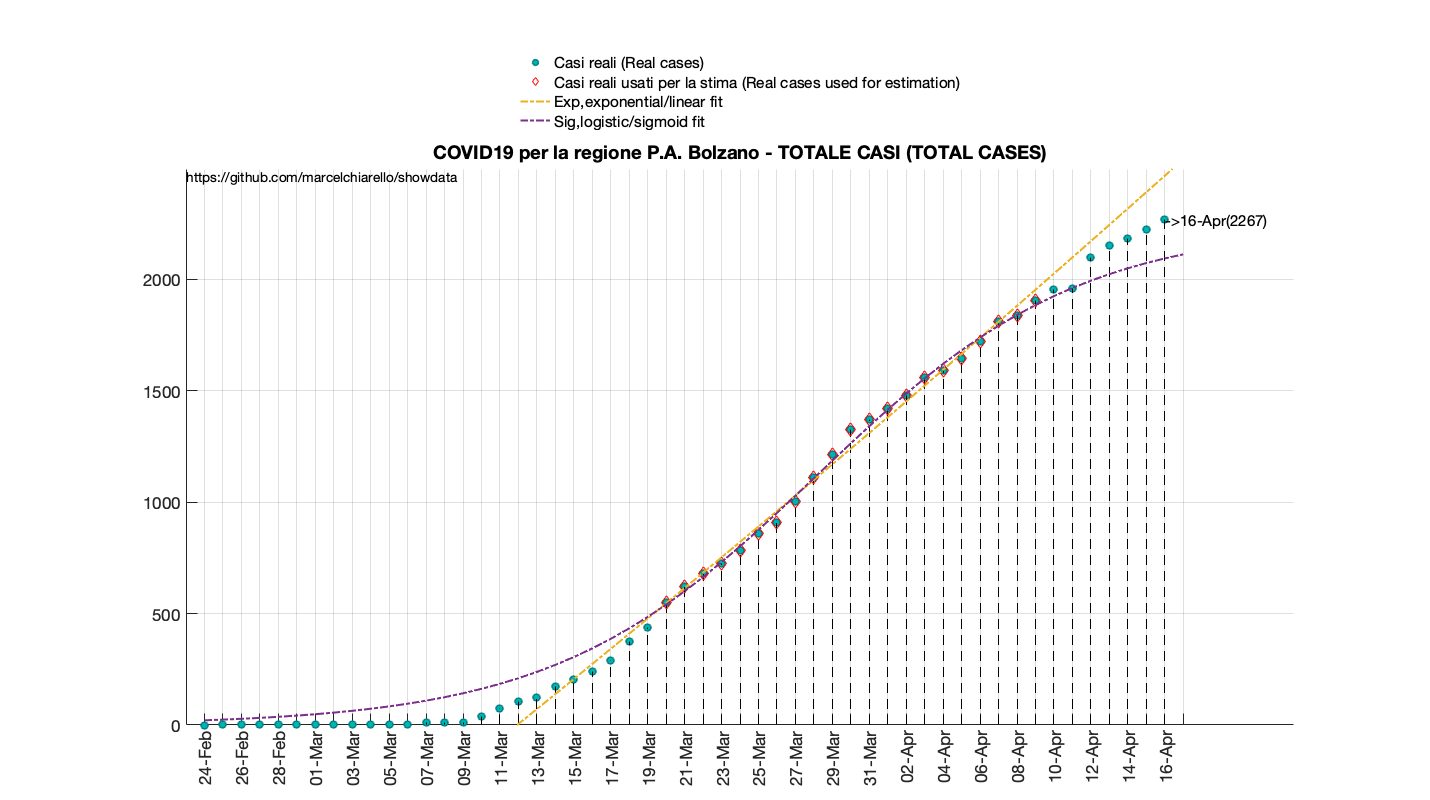 Casi reali (Real cases)
Casi reali usati per la stima (Real cases used for estimation)
Exp,exponential/linear fit
Sig,logistic/sigmoid fit
COVID19 per la regione P.A. Bolzano - TOTALE CASI (TOTAL CASES)
https://github.com/marcelchiarello/showdata
>16-Apr(2267)
2000
1500
1000
500
0
24-Feb
26-Feb
28-Feb
01-Mar
03-Mar
05-Mar
07-Mar
09-Mar
11-Mar
13-Mar
15-Mar
17-Mar
19-Mar
21-Mar
23-Mar
25-Mar
27-Mar
29-Mar
31-Mar
02-Apr
04-Apr
06-Apr
08-Apr
10-Apr
12-Apr
14-Apr
16-Apr